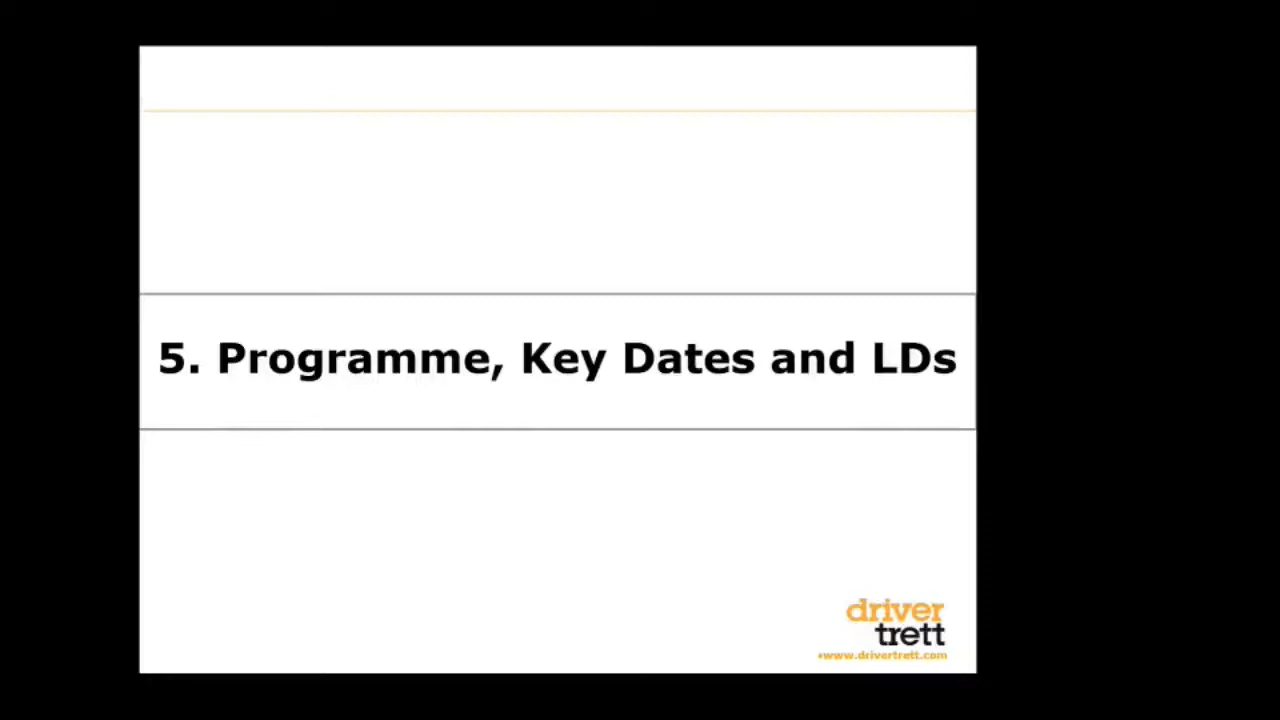 5. Programme, Key Dates and LDs
driver
trett
•www.drivertrett.com